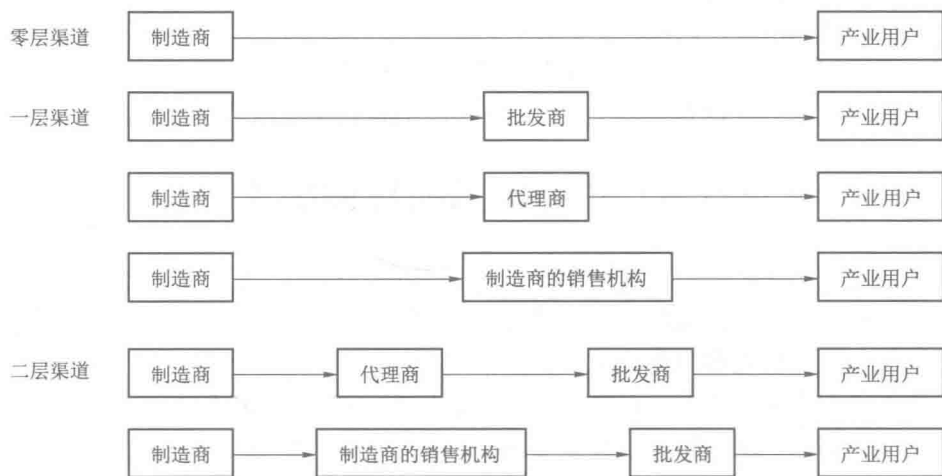 零层渠道 制造商 产业用户
一层渠道 制造商 批发商 产业用户
制造商 代理商 产业用户
制造商 制造商的销售机构 产业用户
二层渠道 制造商 代理商 批发商 产业用户
制造商 制造商的销售机构 批发商 产业用户